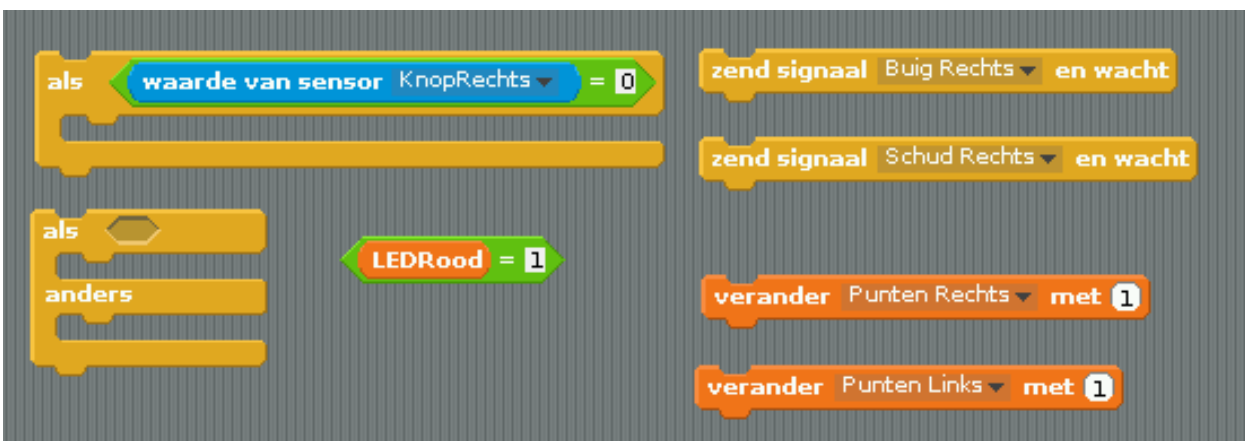 als waarde van sensor KnopRechts = 0
zend signaal Buig Rechts en wacht
zend signaal Schud Rechts en wacht
als
anders
LEDRood = 1
verander Punten Rechts met 1
verander Punten Links met 1